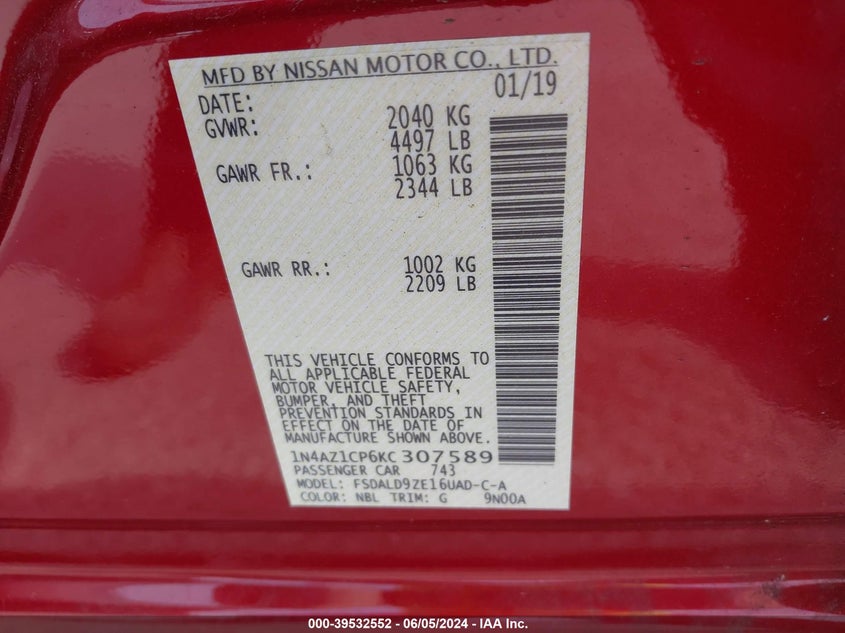 MFD BY NISSAN MOTOR CO., LTD.
DATE: 01/19
GVWR: 2040 KG
4497 LB
GAWR FR.: 1063 KG
2344 LB
GAWR RR.: 1002 KG
2209 LB
THIS VEHICLE CONFORMS TO
ALL APPLICABLE FEDERAL
MOTOR VEHICLE SAFETY,
BUMPER, AND THEFT
PREVENTION STANDARDS IN
EFFECT ON THE DATE OF
MANUFACTURE SHOWN ABOVE.
1N4AZ1CP6KC307589
PASSENGER CAR 743
MODEL: FSDALD9ZE16UAD-C-A
COLOR: NBL TRIM: G 9N00A
000-39532552 - 06/05/2024 - IAA Inc.